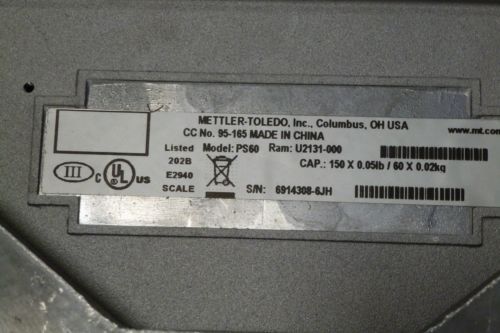 METTLER-TOLEDO, Inc., Columbus, OH USA
www.mt.com
CC No. 95-165 MADE IN CHINA
Listed Model: PS60 Ram: U2131-000
202B
CAP.: 150 X 0.05lb / 60 X 0.02kg
III C UL US
E2940
SCALE
S/N: 6914308-6JH